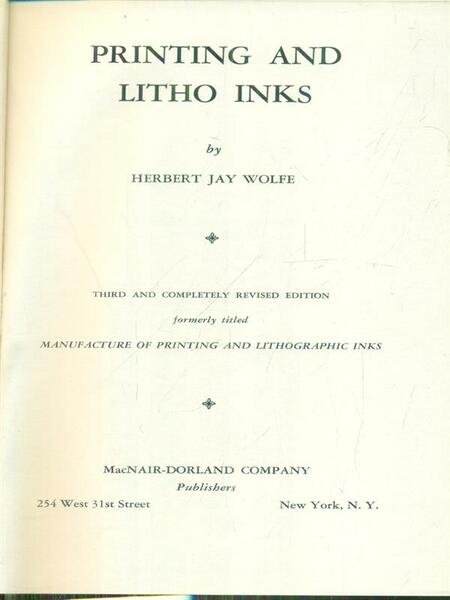 PRINTING AND
LITHO INKS
by
HERBERT JAY WOLFE
THIRD AND COMPLETELY REVISED EDITION
formerly titled
MANUFACTURE OF PRINTING AND LITHOGRAPHIC INKS
MacNAIR-DORLAND COMPANY
Publishers
254 West 31st Street New York, N. Y.